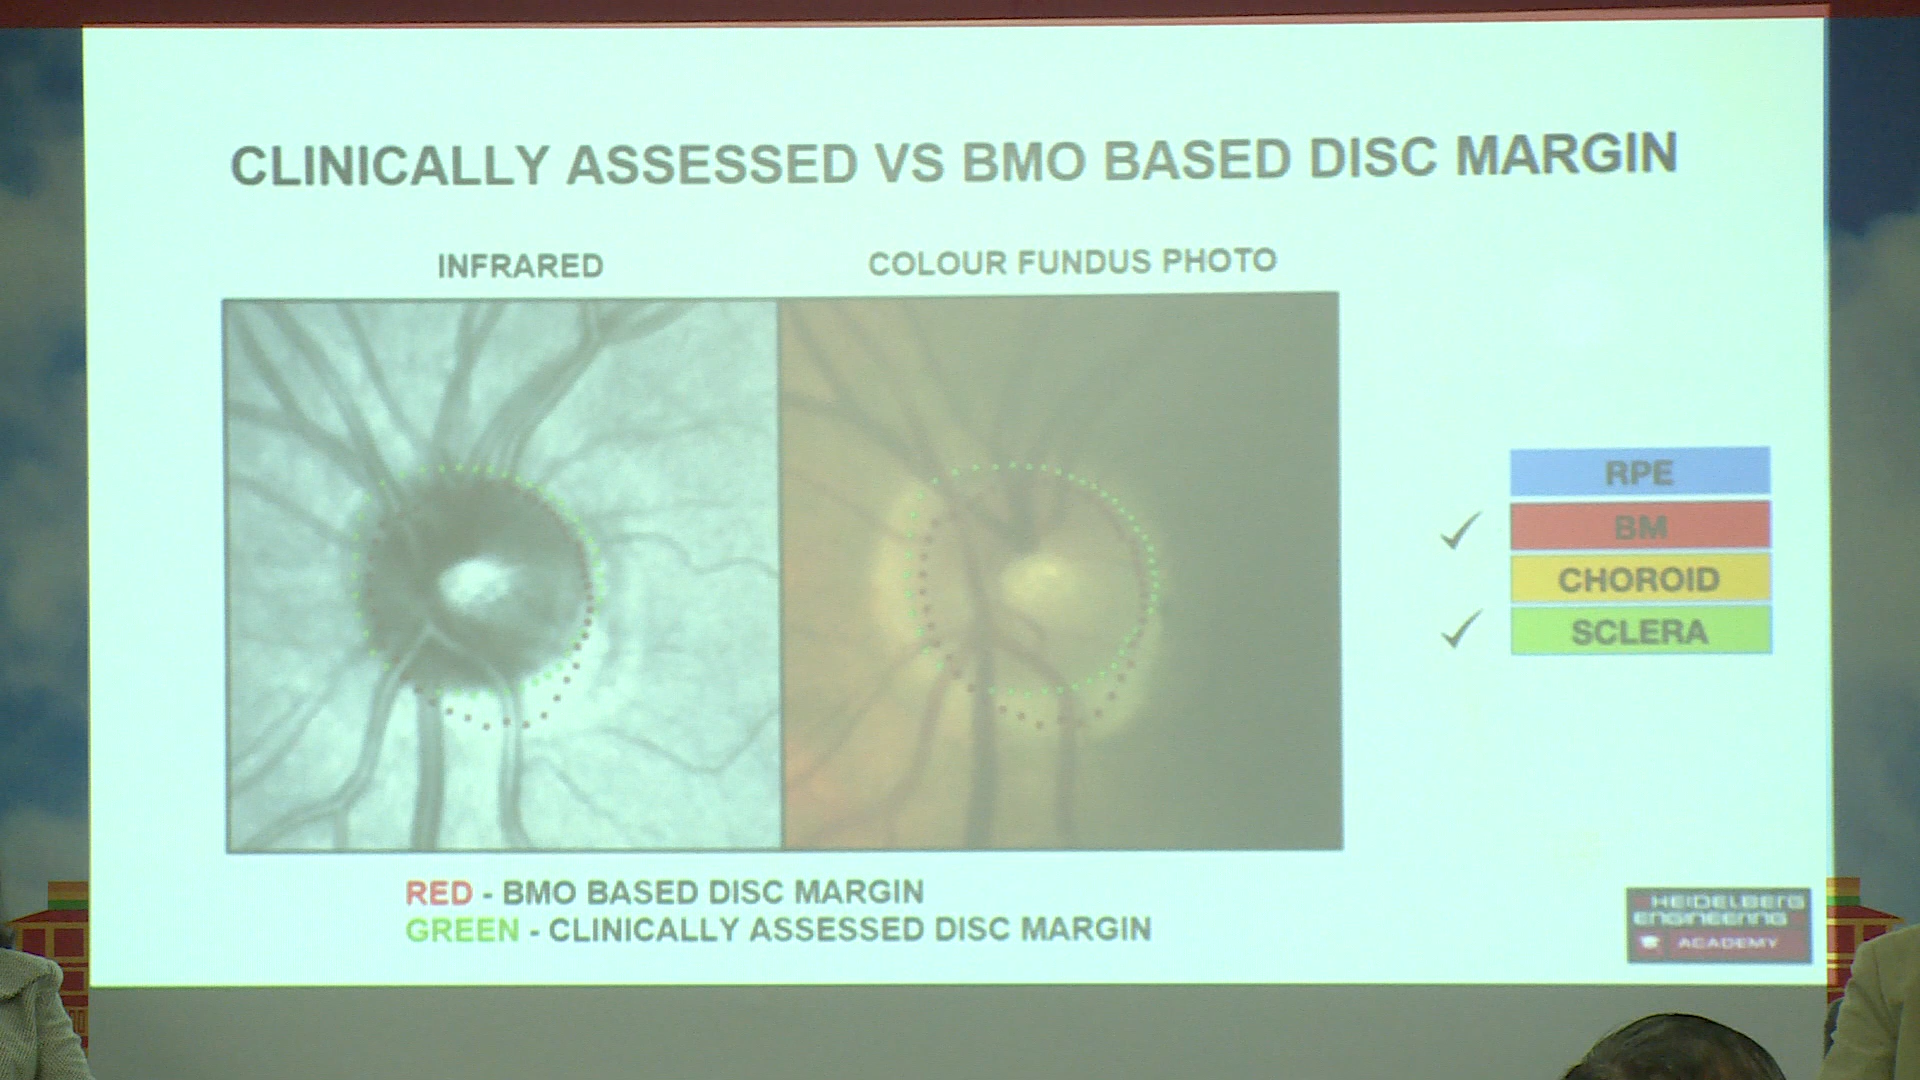 CLINICALLY ASSESSED VS BMO BASED DISC MARGIN
INFRARED
COLOUR FUNDUS PHOTO
RPE
BM
CHOROID
SCLERA
RED - BMO BASED DISC MARGIN
GREEN - CLINICALLY ASSESSED DISC MARGIN
HEIDELBERG
ENGINEERING
ACADEMY